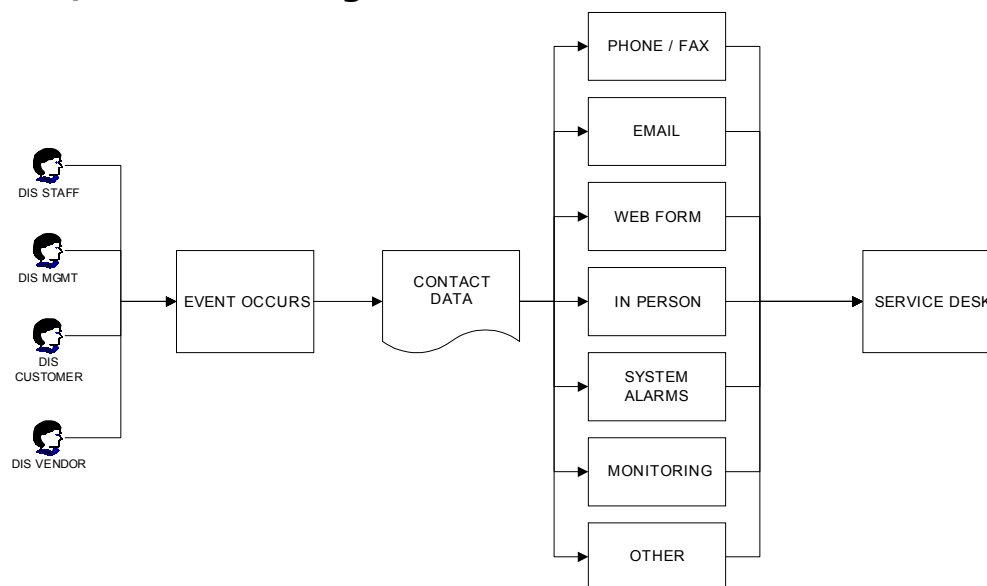 PHONE / FAX
EMAIL
DIS STAFF
WEB FORM
DIS MGMT
EVENT OCCURS
CONTACT
DATA
IN PERSON
SERVICE DESK
DIS
CUSTOMER
SYSTEM
ALARMS
DIS VENDOR
MONITORING
OTHER